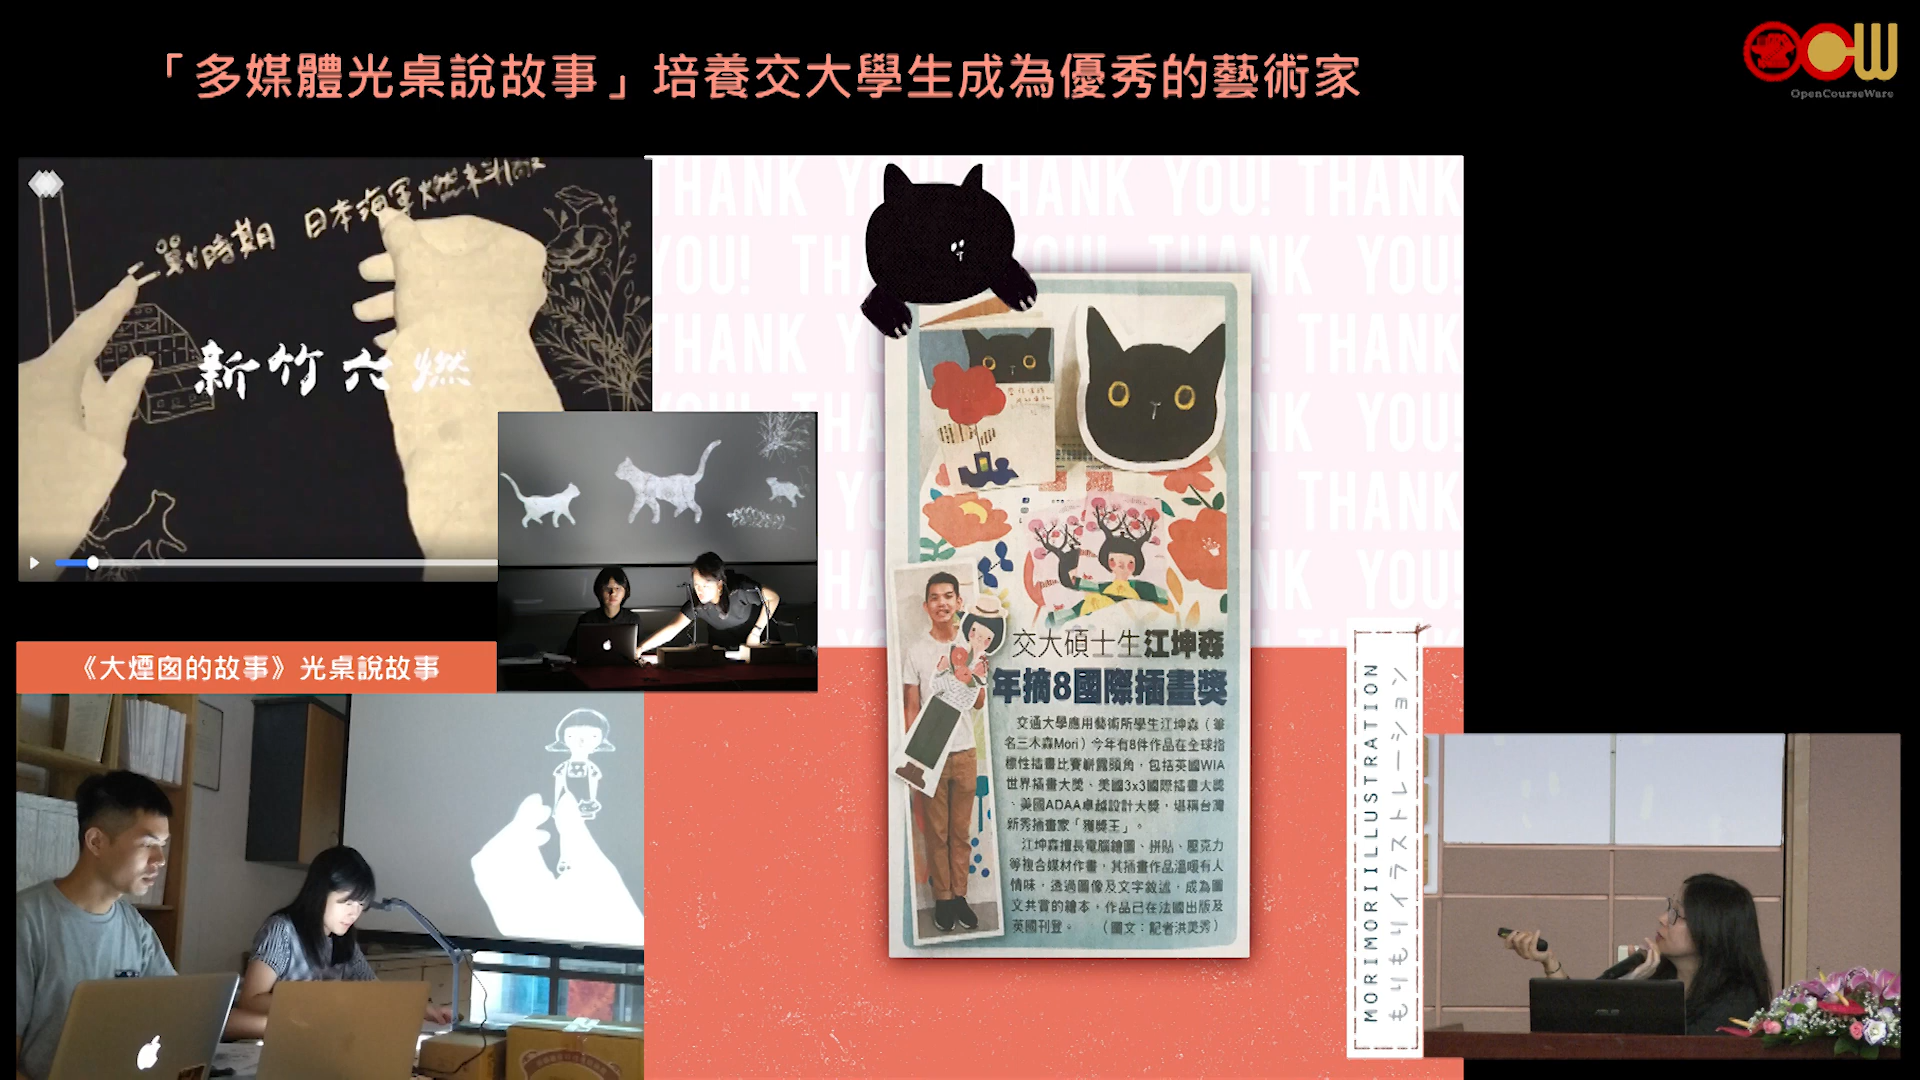 「多媒體光桌說故事」培養交大學生成為優秀的藝術家
OCW
OpenCourseWare
二戰時期 日本海軍燃料廠
新竹六燃
《大煙囪的故事》光桌說故事
THANK YOU! THANK YOU! THANK
YOU! THANK YOU! THANK YOU!
交大碩士生江坤森
年摘8國際插畫獎
交通大學應用藝術所學生江坤森（筆
名三木森Mori）今年有8件作品在全球指
標性插畫比賽嶄露頭角，包括英國WIA
世界插畫大獎、美國3x3國際插畫大獎
、美國ADAA卓越設計大獎，堪稱台灣
新秀插畫家「獲獎王」。
江坤森擅長電腦繪圖、拼貼、壓克力
等複合媒材作畫，其插畫作品溫暖有人
情味，透過圖像及文字敘述，成為圖
文共賞的繪本，作品已在法國出版及
英國刊登。 （圖文：記者洪美秀）
MORIMORIILLUSTRATION
もりもりイラストレーション
ASUS